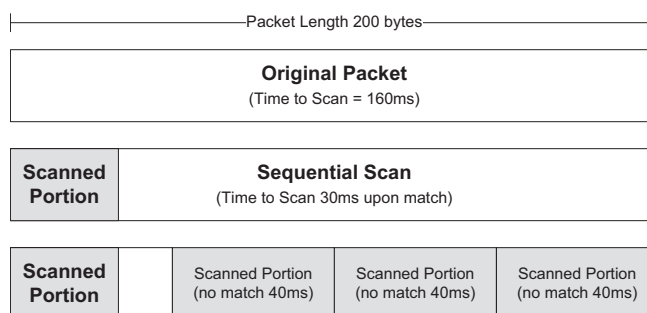 Packet Length 200 bytes
Original Packet
(Time to Scan = 160ms)
Scanned
Portion
Sequential Scan
(Time to Scan 30ms upon match)
Scanned
Portion
Scanned Portion
(no match 40ms)
Scanned Portion
(no match 40ms)
Scanned Portion
(no match 40ms)